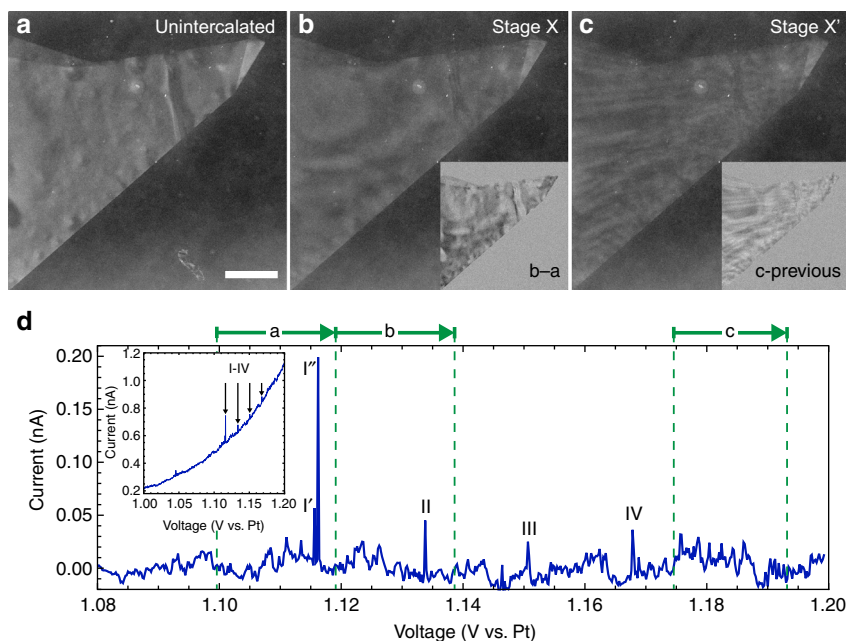 a Unintercalated
b Stage X
c Stage X’
b–a
c-previous
d
a b c
0.20
0.15
0.10
0.05
0.00
Current (nA)
1.2
1.0
0.8
0.6
0.4
0.2
Current (nA)
I-IV
1.00 1.05 1.10 1.15 1.20
Voltage (V vs. Pt)
I″
I′
II
III
IV
1.08 1.10 1.12 1.14 1.16 1.18 1.20
Voltage (V vs. Pt)